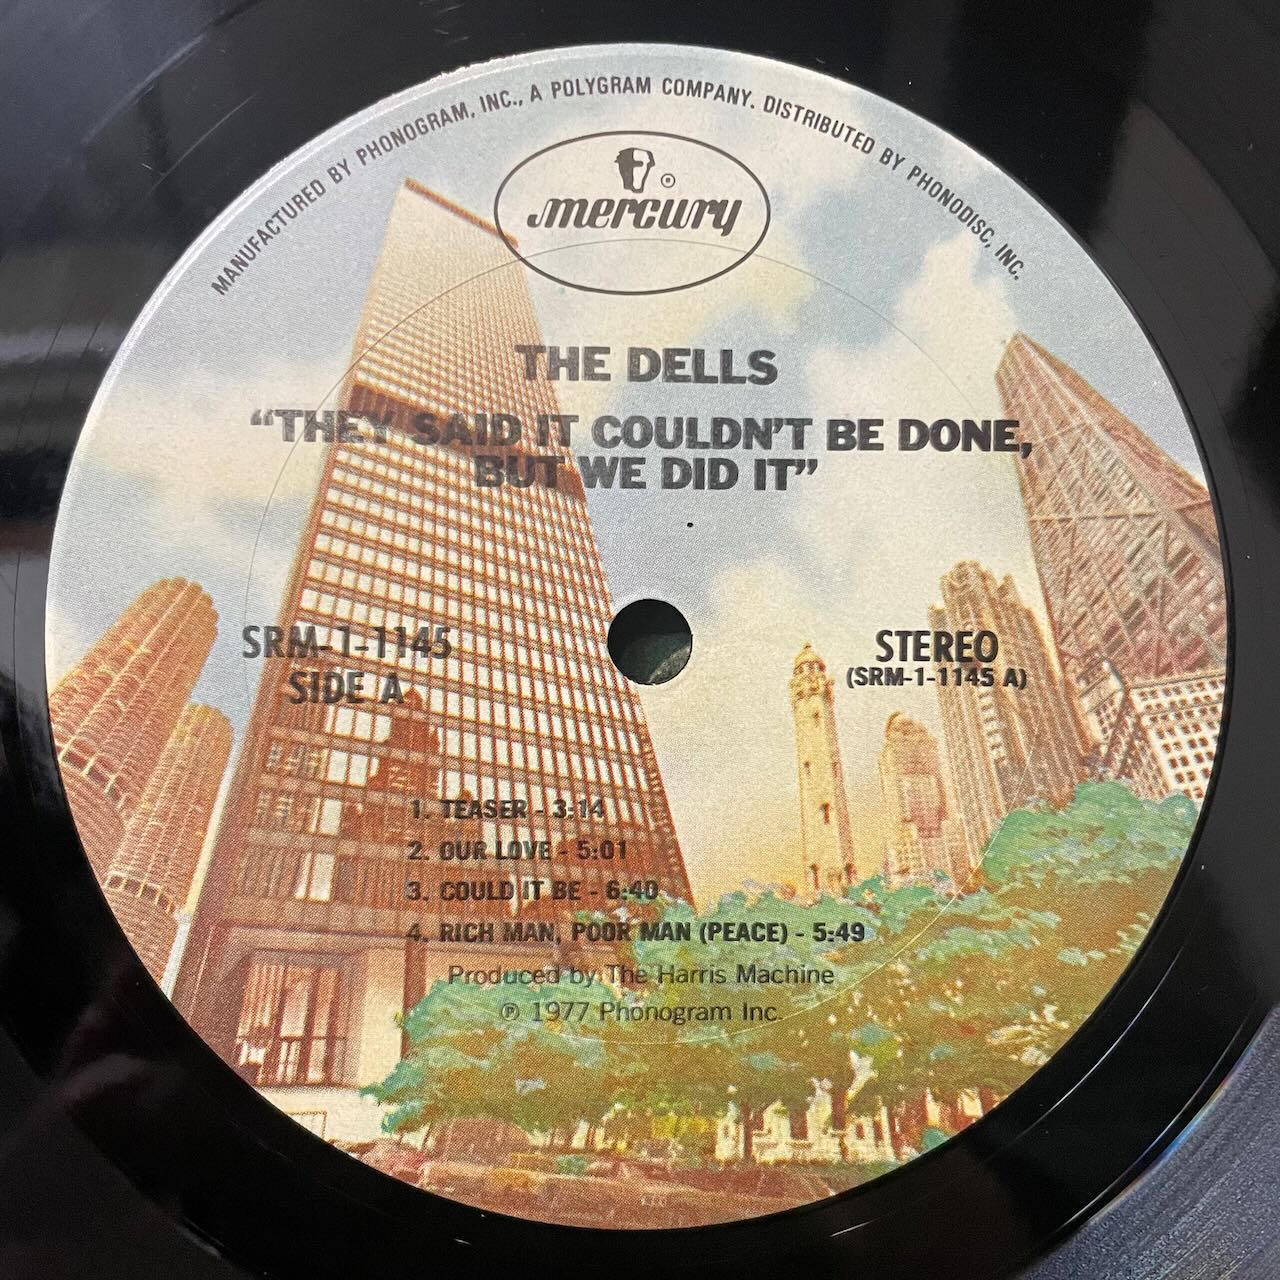 MANUFACTURED BY PHONOGRAM, INC., A POLYGRAM COMPANY. DISTRIBUTED BY PHONODISC, INC.
®
mercury
THE DELLS
“THEY SAID IT COULDN’T BE DONE,
BUT WE DID IT”
SRM-1-1145
SIDE A
STEREO
(SRM-1-1145 A)
1. TEASER - 3:14
2. OUR LOVE - 5:01
3. COULD IT BE - 6:40
4. RICH MAN, POOR MAN (PEACE) - 5:49
Produced by The Harris Machine
℗ 1977 Phonogram Inc.